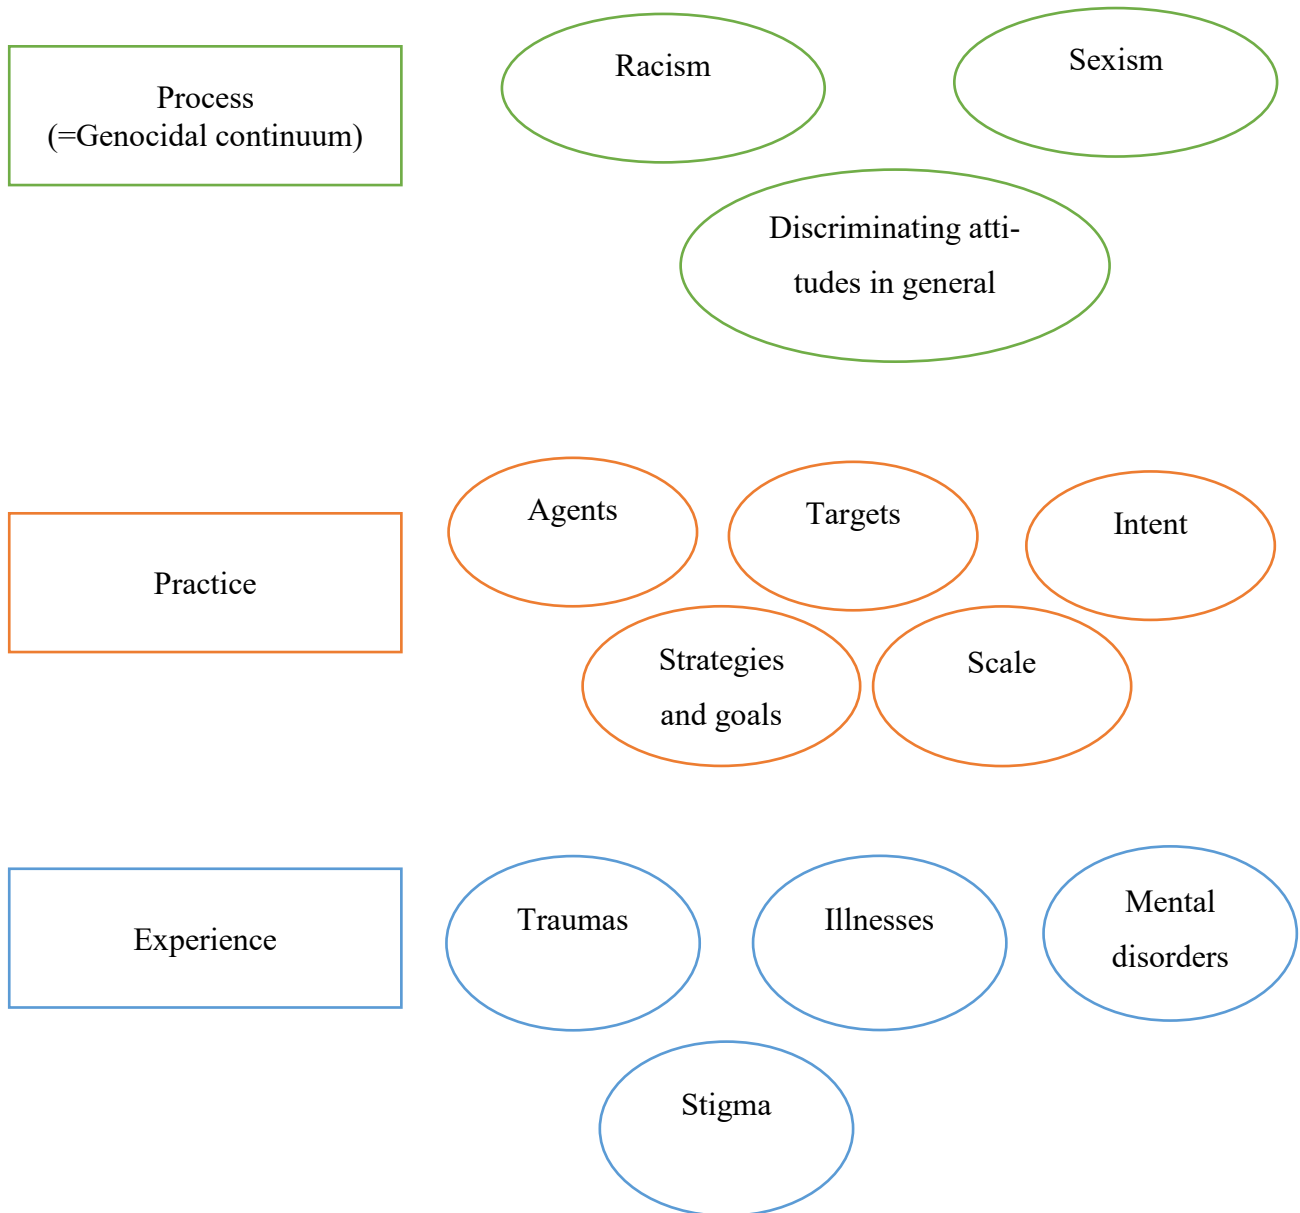 Process
(=Genocidal continuum)
Racism
Sexism
Discriminating atti-
tudes in general
Practice
Agents
Targets
Intent
Strategies
and goals
Scale
Experience
Traumas
Illnesses
Mental
disorders
Stigma